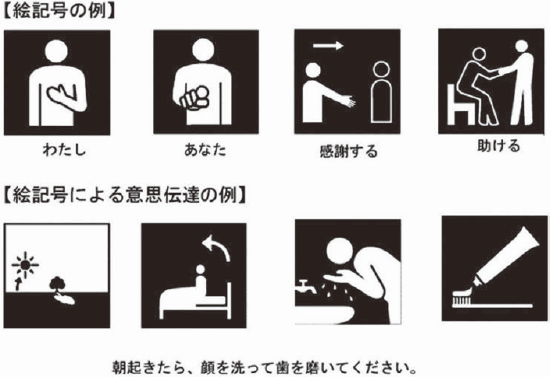 【絵記号の例】
わたし
あなた
感謝する
助ける
【絵記号による意思伝達の例】
朝起きたら、顔を洗って歯を磨いてください。